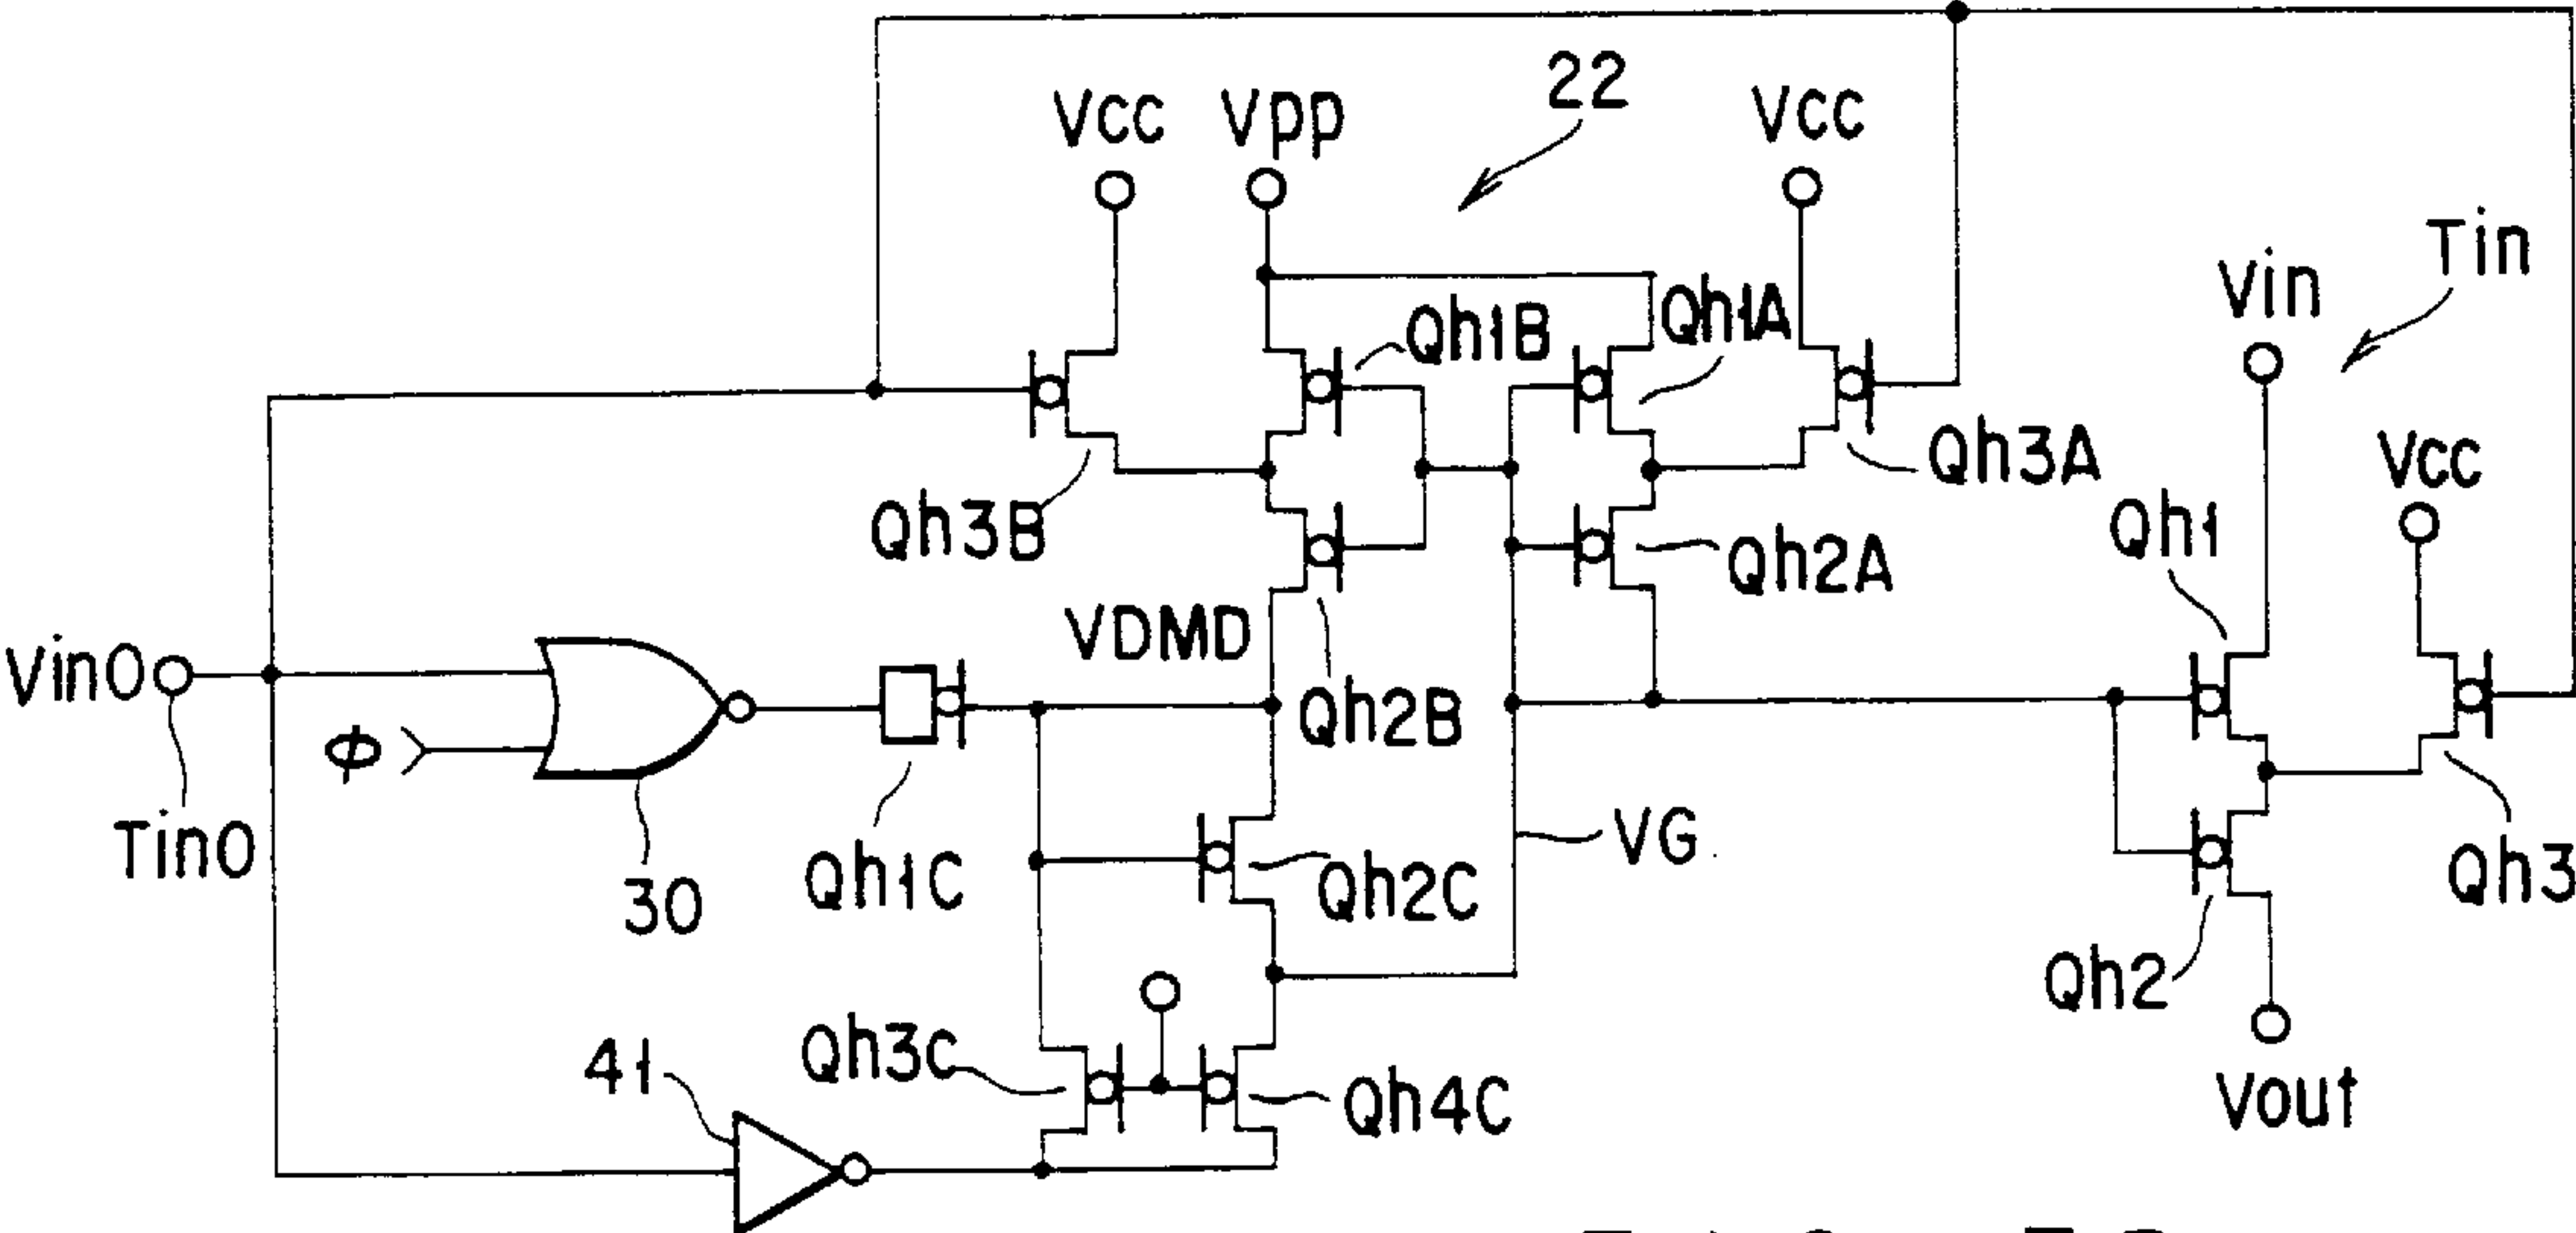 22
Vcc
Vpp
Vcc
Tin
Vin
Qh1B
Qh1A
Qh3A
Vcc
Qh3B
Qh1
Qh2A
VDMD
Vin0
Qh2B
ϕ
Tin0
30
Qh1C
Qh2C
VG
Qh3
Qh2
Qh3C
41
Qh4C
Vout